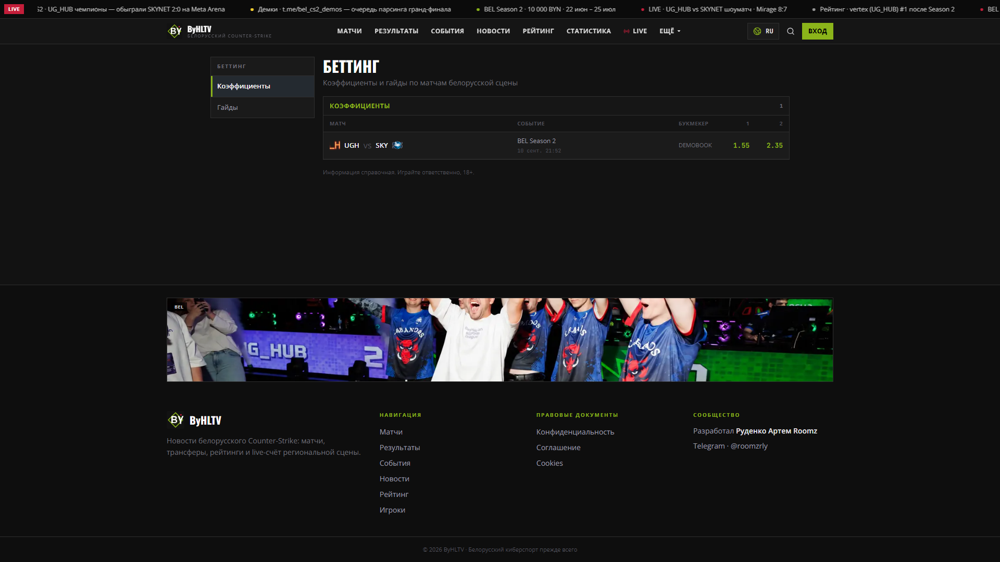 LIVE
S2 · UG_HUB чемпионы — обыграли SKYNET 2:0 на Meta Arena
Демки · t.me/bel_cs2_demos — очередь парсинга гранд-финала
BEL Season 2 · 10 000 BYN · 22 июн – 25 июл
LIVE · UG_HUB vs SKYNET шоуматч · Mirage 8:7
Рейтинг · vertex (UG_HUB) #1 после Season 2
BEL
BY ByHLTV
БЕЛОРУССКИЙ COUNTER-STRIKE
МАТЧИ
РЕЗУЛЬТАТЫ
СОБЫТИЯ
НОВОСТИ
РЕЙТИНГ
СТАТИСТИКА
LIVE
ЕЩЁ
RU
ВХОД
БЕТТИНГ
Коэффициенты
Гайды
БЕТТИНГ
Коэффициенты и гайды по матчам белорусской сцены
КОЭФФИЦИЕНТЫ 1
МАТЧ СОБЫТИЕ БУКМЕКЕР 1 2
UGH VS SKY
BEL Season 2
10 сент. 21:52
DEMOBOOK 1.55 2.35
Информация справочная. Играйте ответственно, 18+.
BEL
UG_HUB 2
BY ByHLTV
Новости белорусского Counter-Strike: матчи,
трансферы, рейтинги и live-счёт региональной сцены.
НАВИГАЦИЯ
Матчи
Результаты
События
Новости
Рейтинг
Игроки
ПРАВОВЫЕ ДОКУМЕНТЫ
Конфиденциальность
Соглашение
Cookies
СООБЩЕСТВО
Разработал Руденко Артем Roomz
Telegram · @roomzrly
© 2026 ByHLTV · Белорусский киберспорт прежде всего